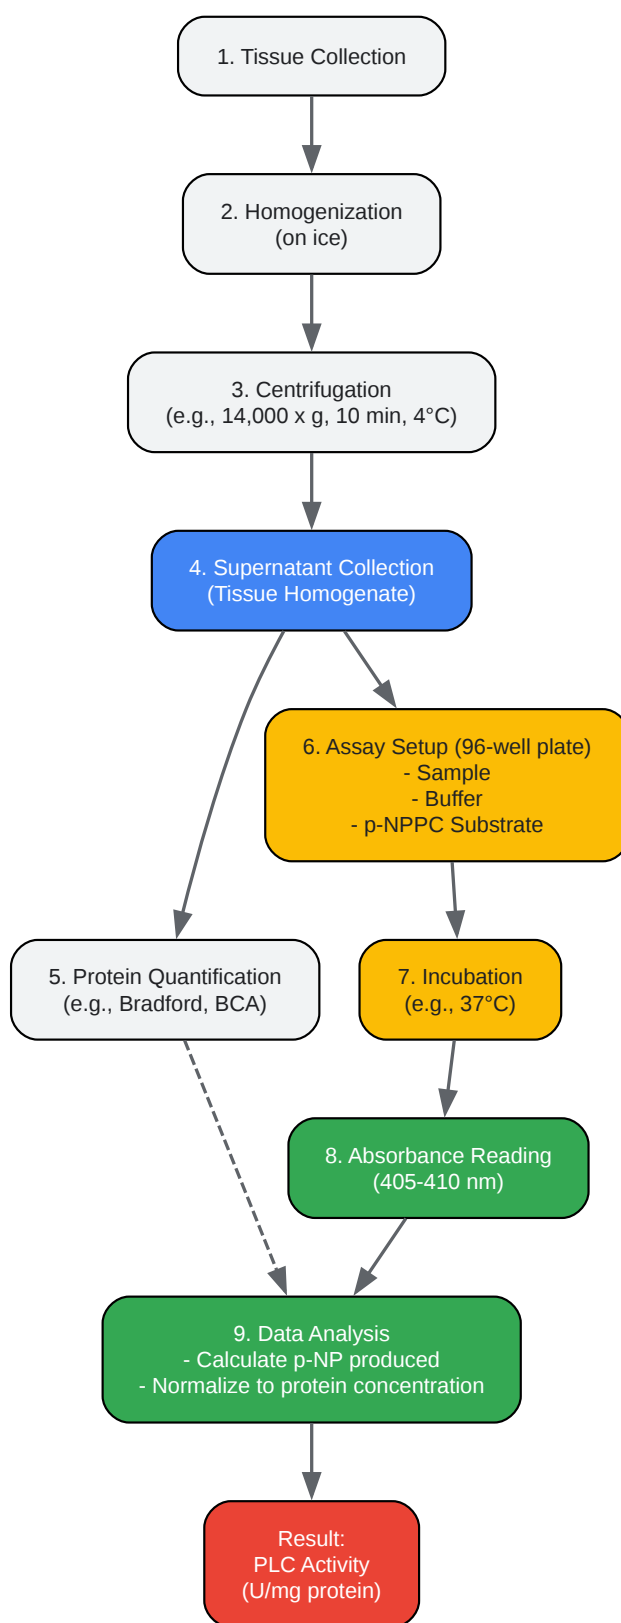 1. Tissue Collection
2. Homogenization
(on ice)
3. Centrifugation
(e.g., 14,000 x g, 10 min, 4°C)
4. Supernatant Collection
(Tissue Homogenate)
6. Assay Setup (96-well plate)
- Sample
- Buffer
- p-NPPC Substrate
5. Protein Quantification
(e.g., Bradford, BCA)
7. Incubation
(e.g., 37°C)
8. Absorbance Reading
(405-410 nm)
9. Data Analysis
- Calculate p-NP produced
- Normalize to protein concentration
Result:
PLC Activity
(U/mg protein)